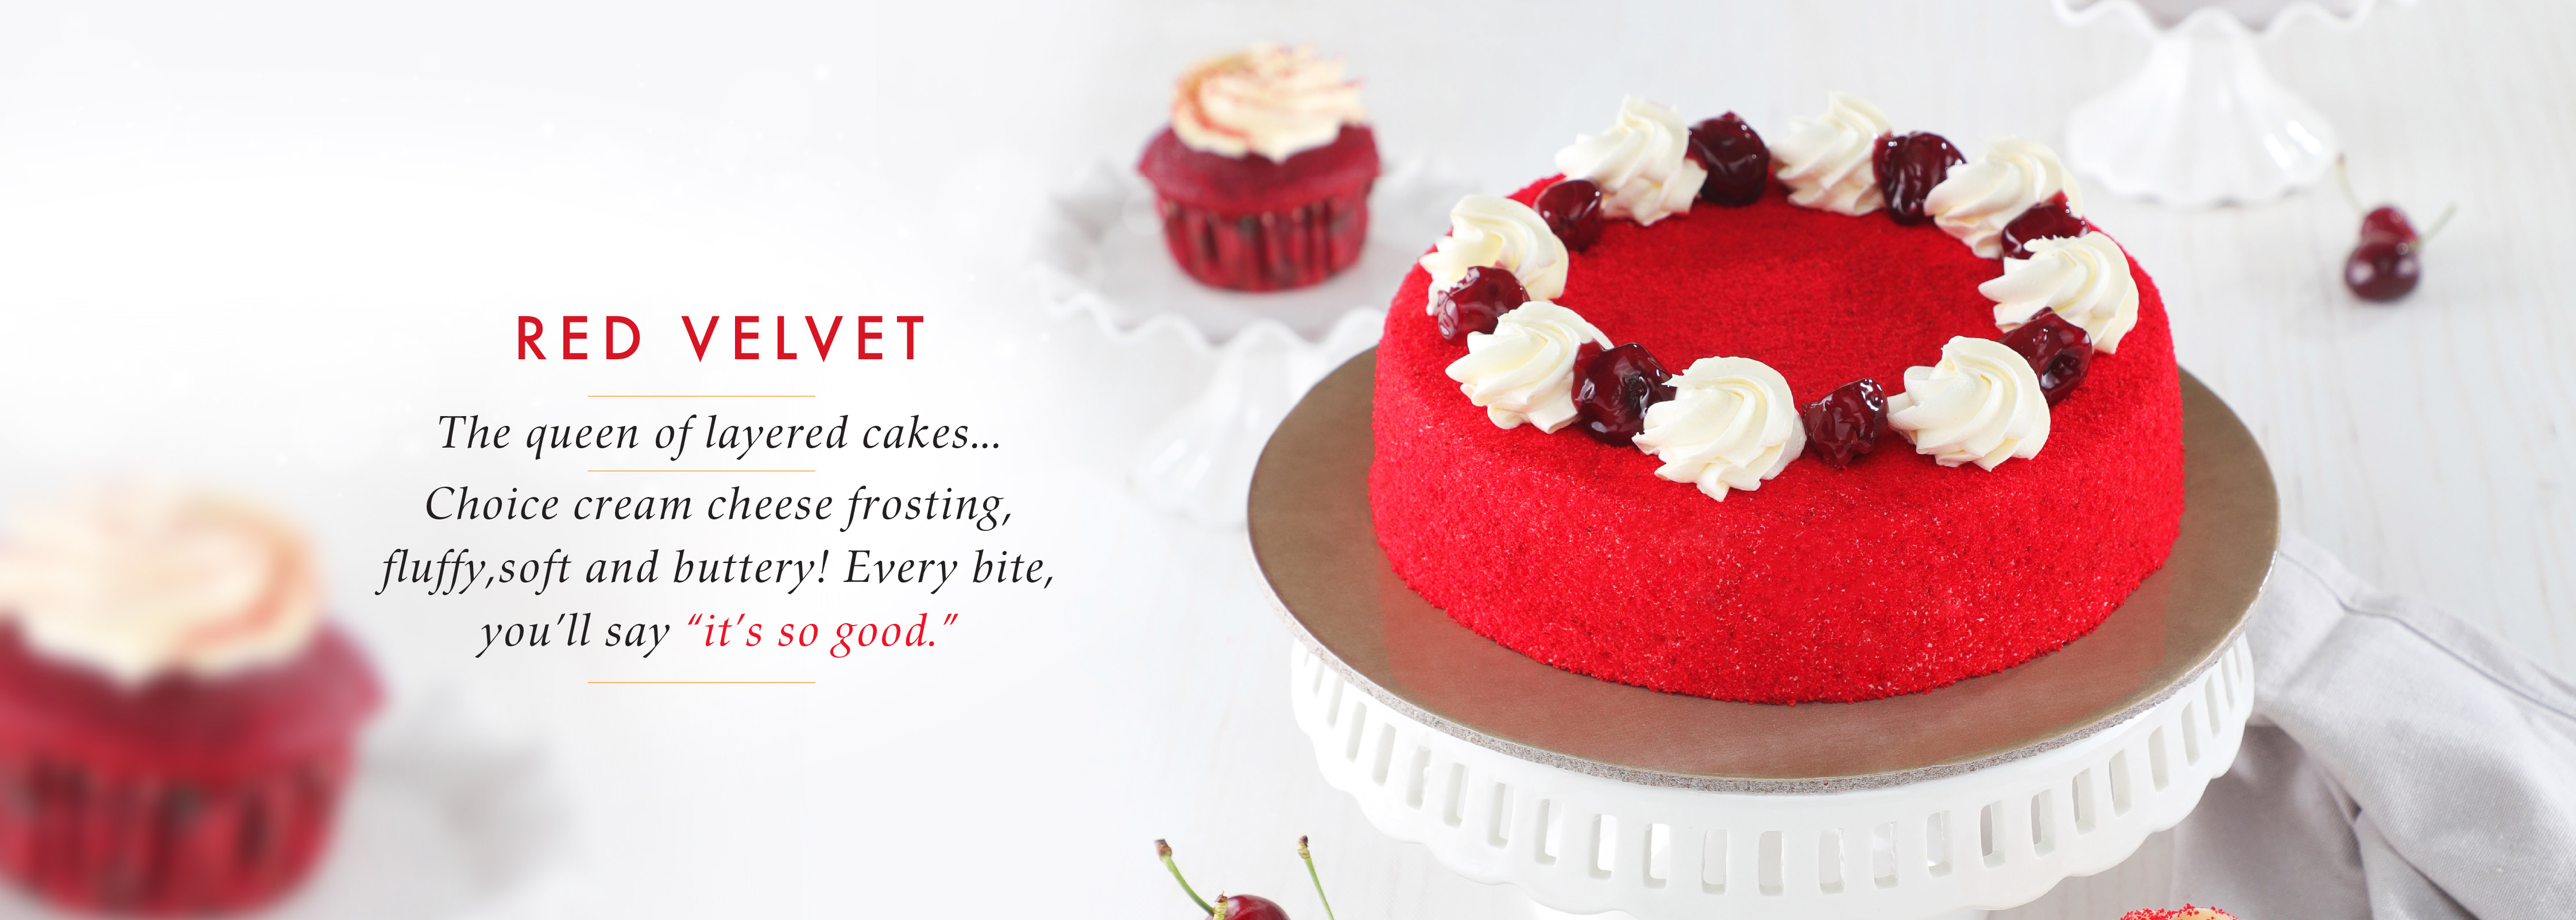 RED VELVET
The queen of layered cakes...
Choice cream cheese frosting,
fluffy,soft and buttery! Every bite,
you’ll say “it’s so good.”